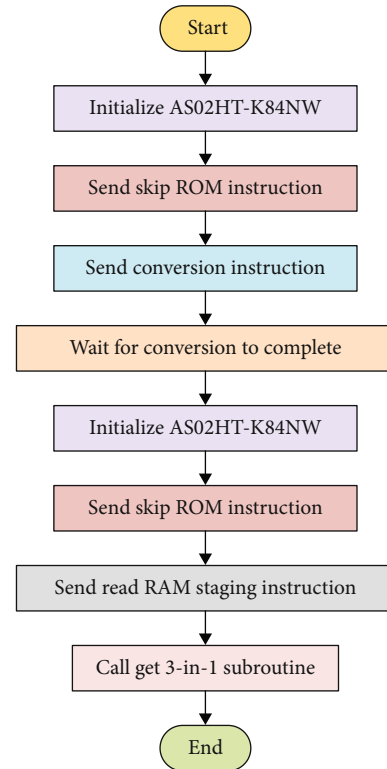 Start
Initialize AS02HT-K84NW
Send skip ROM instruction
Send conversion instruction
Wait for conversion to complete
Initialize AS02HT-K84NW
Send skip ROM instruction
Send read RAM staging instruction
Call get 3-in-1 subroutine
End